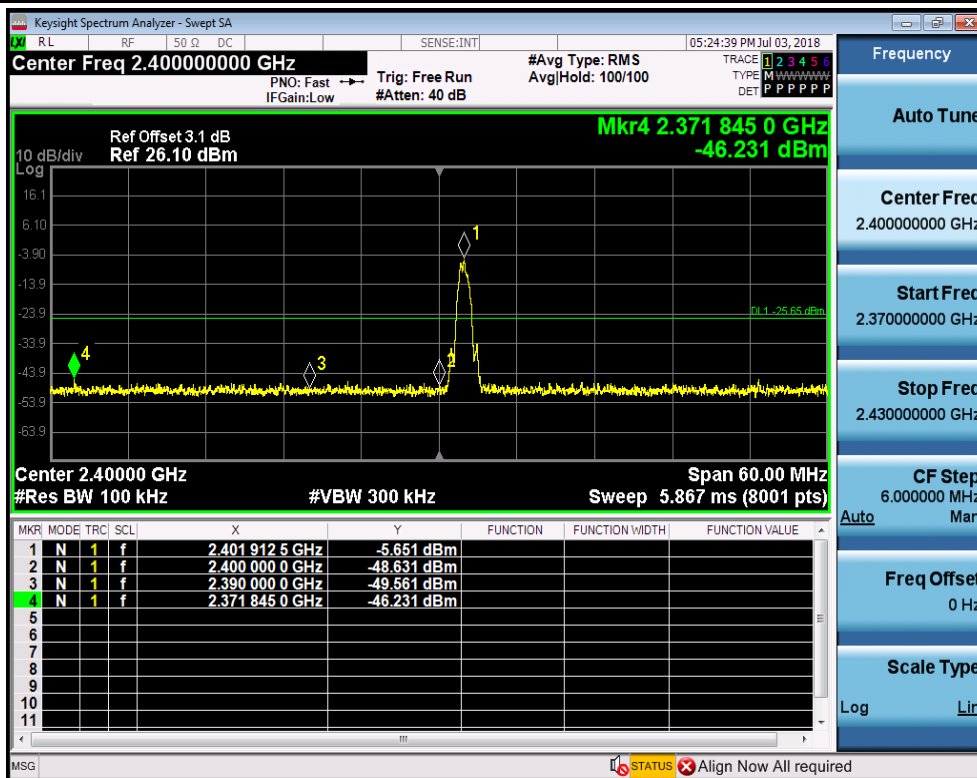 Keysight Spectrum Analyzer - Swept SA
LXI RL RF 50 Ω DC SENSE:INT 05:24:39 PM Jul 03, 2018
Center Freq 2.400000000 GHz
PNO: Fast
IFGain:Low
Trig: Free Run
#Atten: 40 dB
#Avg Type: RMS
Avg|Hold: 100/100
TRACE 1 2 3 4 5 6
TYPE M WWWWW
DET P P P P P P
Ref Offset 3.1 dB
10 dB/div Ref 26.10 dBm
Log
Mkr4 2.371 845 0 GHz
-46.231 dBm
16.1
6.10
-3.90
-13.9
-23.9
-33.9
-43.9
-53.9
-63.9
1
DL1 -25.65 dBm
4
3
2
Center 2.40000 GHz Span 60.00 MHz
#Res BW 100 kHz #VBW 300 kHz Sweep 5.867 ms (8001 pts)
MKR MODE TRC SCL X Y FUNCTION FUNCTION WIDTH FUNCTION VALUE
1 N 1 f 2.401 912 5 GHz -5.651 dBm
2 N 1 f 2.400 000 0 GHz -48.631 dBm
3 N 1 f 2.390 000 0 GHz -49.561 dBm
4 N 1 f 2.371 845 0 GHz -46.231 dBm
5
6
7
8
9
10
11
MSG STATUS Align Now All required
Frequency
Auto Tune
Center Freq
2.400000000 GHz
Start Freq
2.370000000 GHz
Stop Freq
2.430000000 GHz
CF Step
6.000000 MHz
Auto Man
Freq Offset
0 Hz
Scale Type
Log Lin